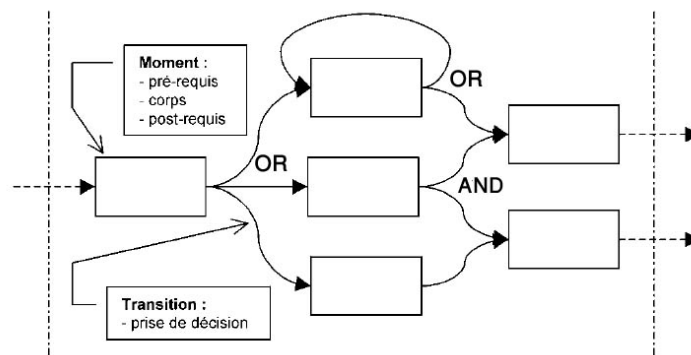 Moment :
- pré-requis
- corps
- post-requis
OR
OR
AND
Transition :
- prise de décision